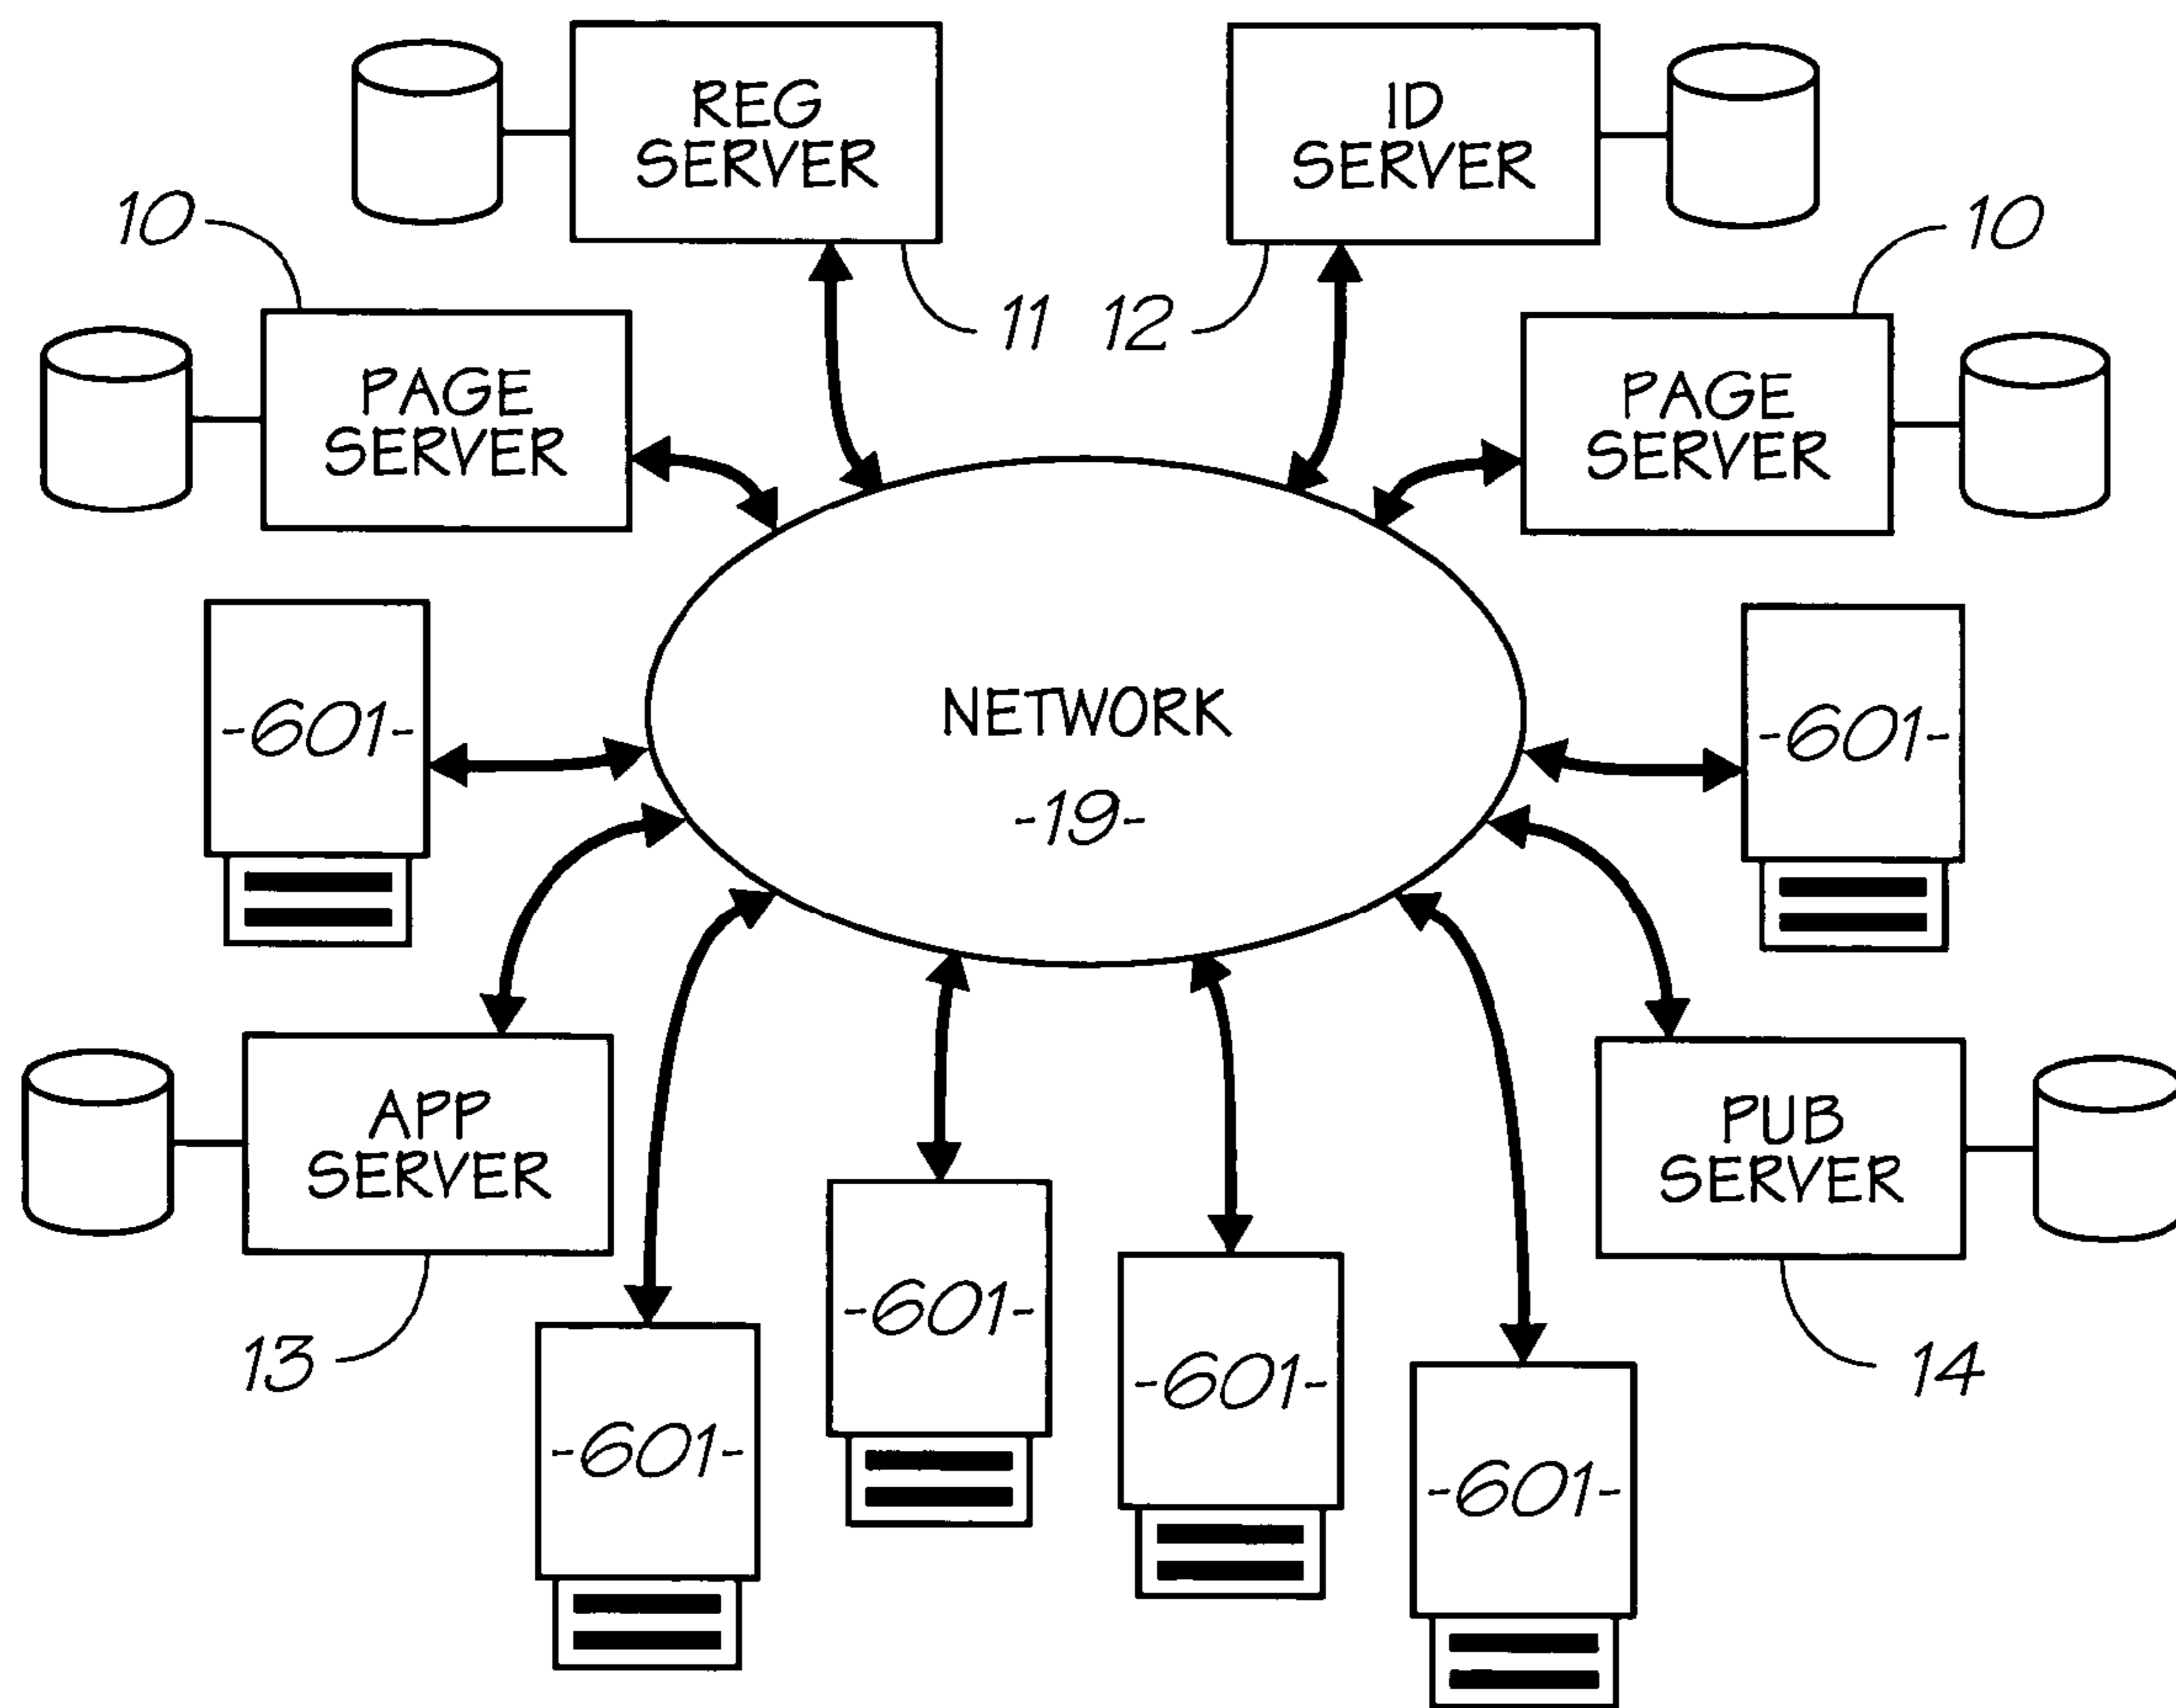 REG
SERVER
ID
SERVER
10
10
11
12
PAGE
SERVER
PAGE
SERVER
-601-
NETWORK
-19-
-601-
APP
SERVER
PUB
SERVER
13
-601-
-601-
-601-
-601-
14